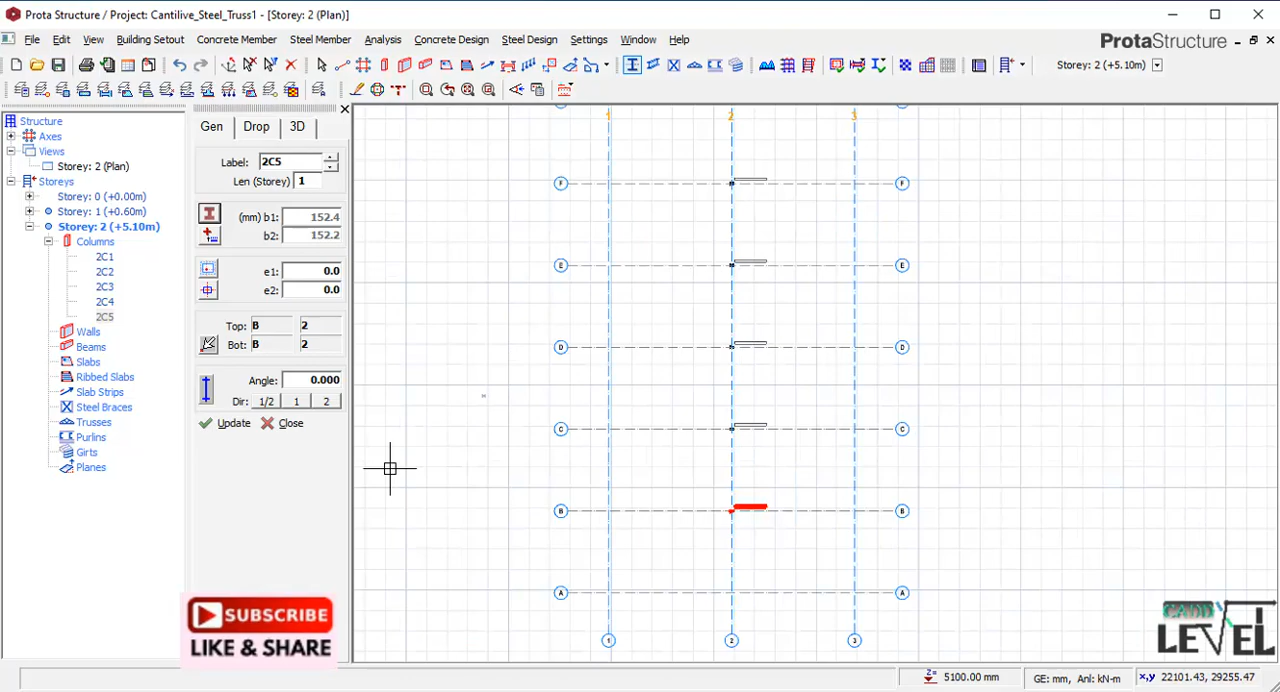 Prota Structure / Project: Cantilive_Steel_Truss1 - [Storey: 2 (Plan)]
File Edit View Building Setout Concrete Member Steel Member Analysis Concrete Design Steel Design Settings Window Help
ProtaStructure
Storey: 2 (+5.10m)
Structure
Axes
Views
Storey: 2 (Plan)
Storeys
Storey: 0 (+0.00m)
Storey: 1 (+0.60m)
Storey: 2 (+5.10m)
Columns
2C1
2C2
2C3
2C4
2C5
Walls
Beams
Slabs
Ribbed Slabs
Slab Strips
Steel Braces
Trusses
Purlins
Girts
Planes
Gen Drop 3D
Label: 2C5
Len (Storey) 1
(mm) b1: 152.4
b2: 152.2
e1: 0.0
e2: 0.0
Top: B 2
Bot: B 2
Angle: 0.000
Dir: 1/2 1 2
Update Close
1 2 3
F F
E E
D D
C C
B B
A A
1 2 3
SUBSCRIBE
LIKE & SHARE
CADD
LEVEL
Z= 5100.00 mm GE: mm, Anl: kN-m x,y 22101.43, 29255.47